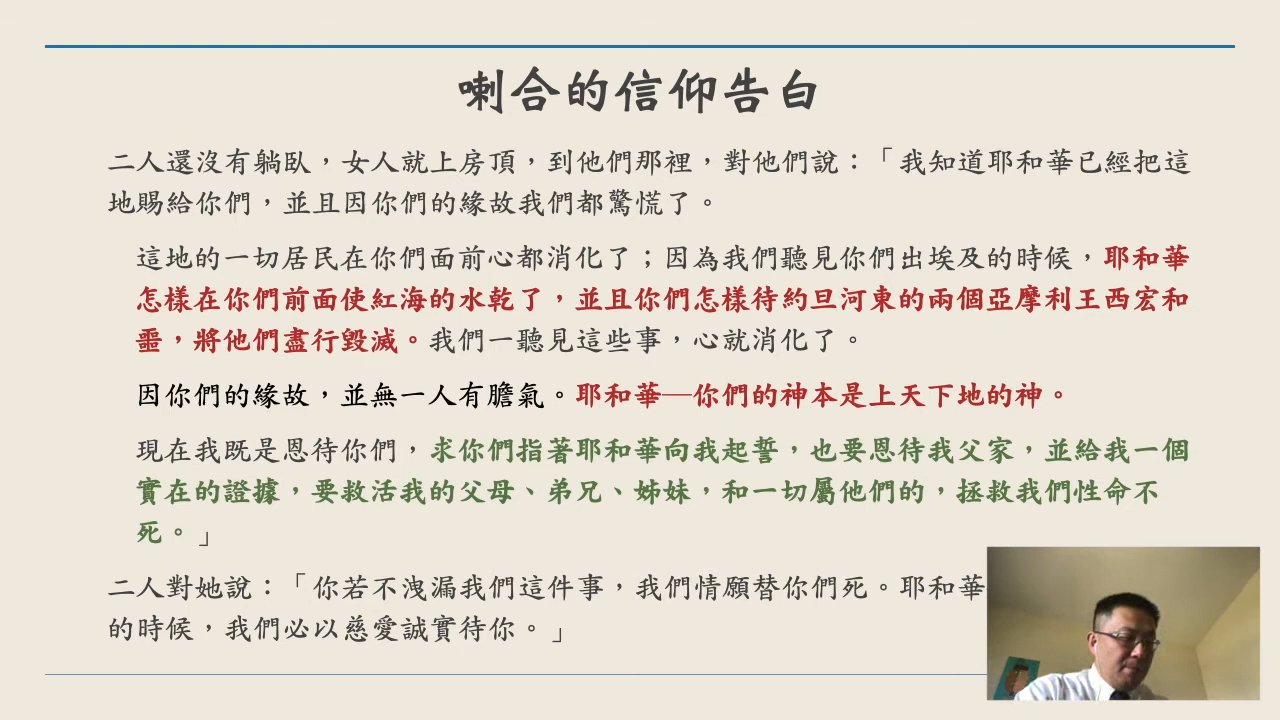 喇合的信仰告白
二人還沒有躺臥，女人就上房頂，到他們那裡，對他們說：「我知道耶和華已經把這
地賜給你們，並且因你們的緣故我們都驚慌了。
這地的一切居民在你們面前心都消化了；因為我們聽見你們出埃及的時候，耶和華
怎樣在你們前面使紅海的水乾了，並且你們怎樣待約旦河東的兩個亞摩利王西宏和
噩，將他們盡行毀滅。我們一聽見這些事，心就消化了。
因你們的緣故，並無一人有膽氣。耶和華─你們的神本是上天下地的神。
現在我既是恩待你們，求你們指著耶和華向我起誓，也要恩待我父家，並給我一個
實在的證據，要救活我的父母、弟兄、姊妹，和一切屬他們的，拯救我們性命不
死。」
二人對她說：「你若不洩漏我們這件事，我們情願替你們死。耶和華
的時候，我們必以慈愛誠實待你。」